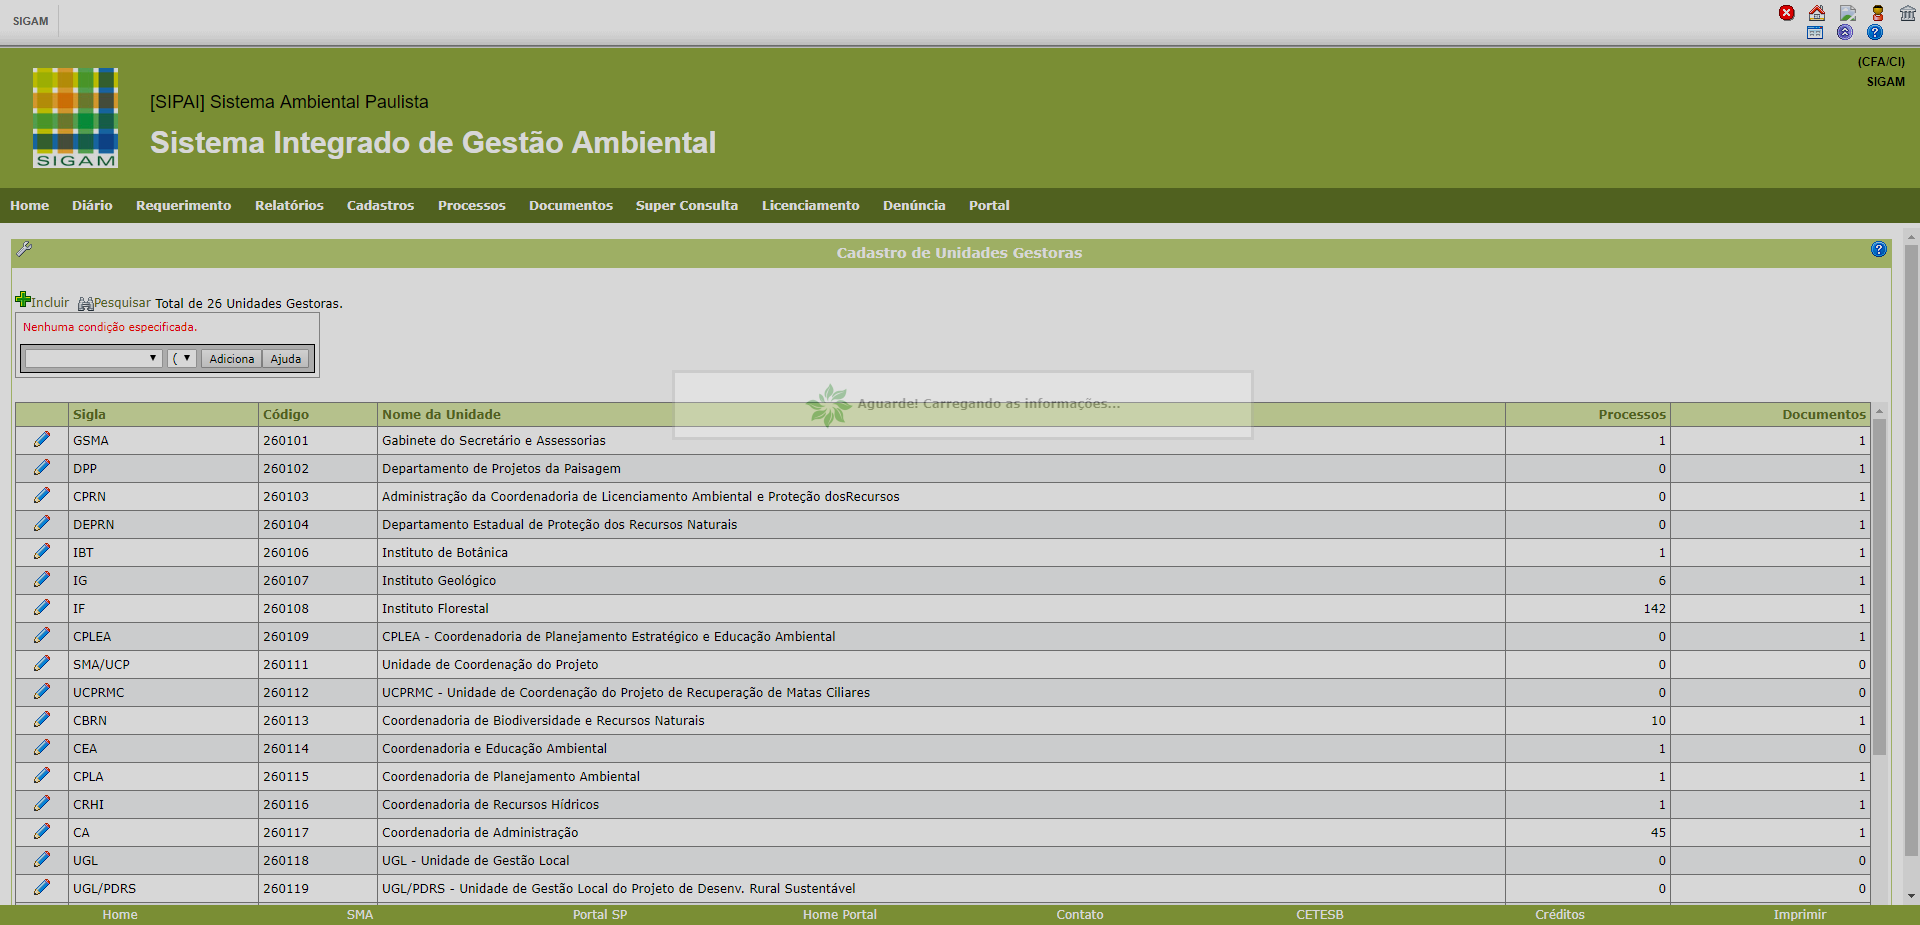 SIGAM
(CFA/CI)
SIGAM
SIGAM
[SIPAI] Sistema Ambiental Paulista
Sistema Integrado de Gestão Ambiental
Home Diário Requerimento Relatórios Cadastros Processos Documentos Super Consulta Licenciamento Denúncia Portal
Cadastro de Unidades Gestoras
Incluir Pesquisar Total de 26 Unidades Gestoras.
Nenhuma condição especificada.
( Adiciona Ajuda
Aguarde! Carregando as informações...
Sigla Código Nome da Unidade Processos Documentos
GSMA 260101 Gabinete do Secretário e Assessorias 1 1
DPP 260102 Departamento de Projetos da Paisagem 0 1
CPRN 260103 Administração da Coordenadoria de Licenciamento Ambiental e Proteção dosRecursos 0 1
DEPRN 260104 Departamento Estadual de Proteção dos Recursos Naturais 0 1
IBT 260106 Instituto de Botânica 1 1
IG 260107 Instituto Geológico 6 1
IF 260108 Instituto Florestal 142 1
CPLEA 260109 CPLEA - Coordenadoria de Planejamento Estratégico e Educação Ambiental 0 1
SMA/UCP 260111 Unidade de Coordenação do Projeto 0 0
UCPRMC 260112 UCPRMC - Unidade de Coordenação do Projeto de Recuperação de Matas Ciliares 0 0
CBRN 260113 Coordenadoria de Biodiversidade e Recursos Naturais 10 1
CEA 260114 Coordenadoria e Educação Ambiental 1 0
CPLA 260115 Coordenadoria de Planejamento Ambiental 1 1
CRHI 260116 Coordenadoria de Recursos Hídricos 1 1
CA 260117 Coordenadoria de Administração 45 1
UGL 260118 UGL - Unidade de Gestão Local 0 0
UGL/PDRS 260119 UGL/PDRS - Unidade de Gestão Local do Projeto de Desenv. Rural Sustentável 0 0
Home SMA Portal SP Home Portal Contato CETESB Créditos Imprimir